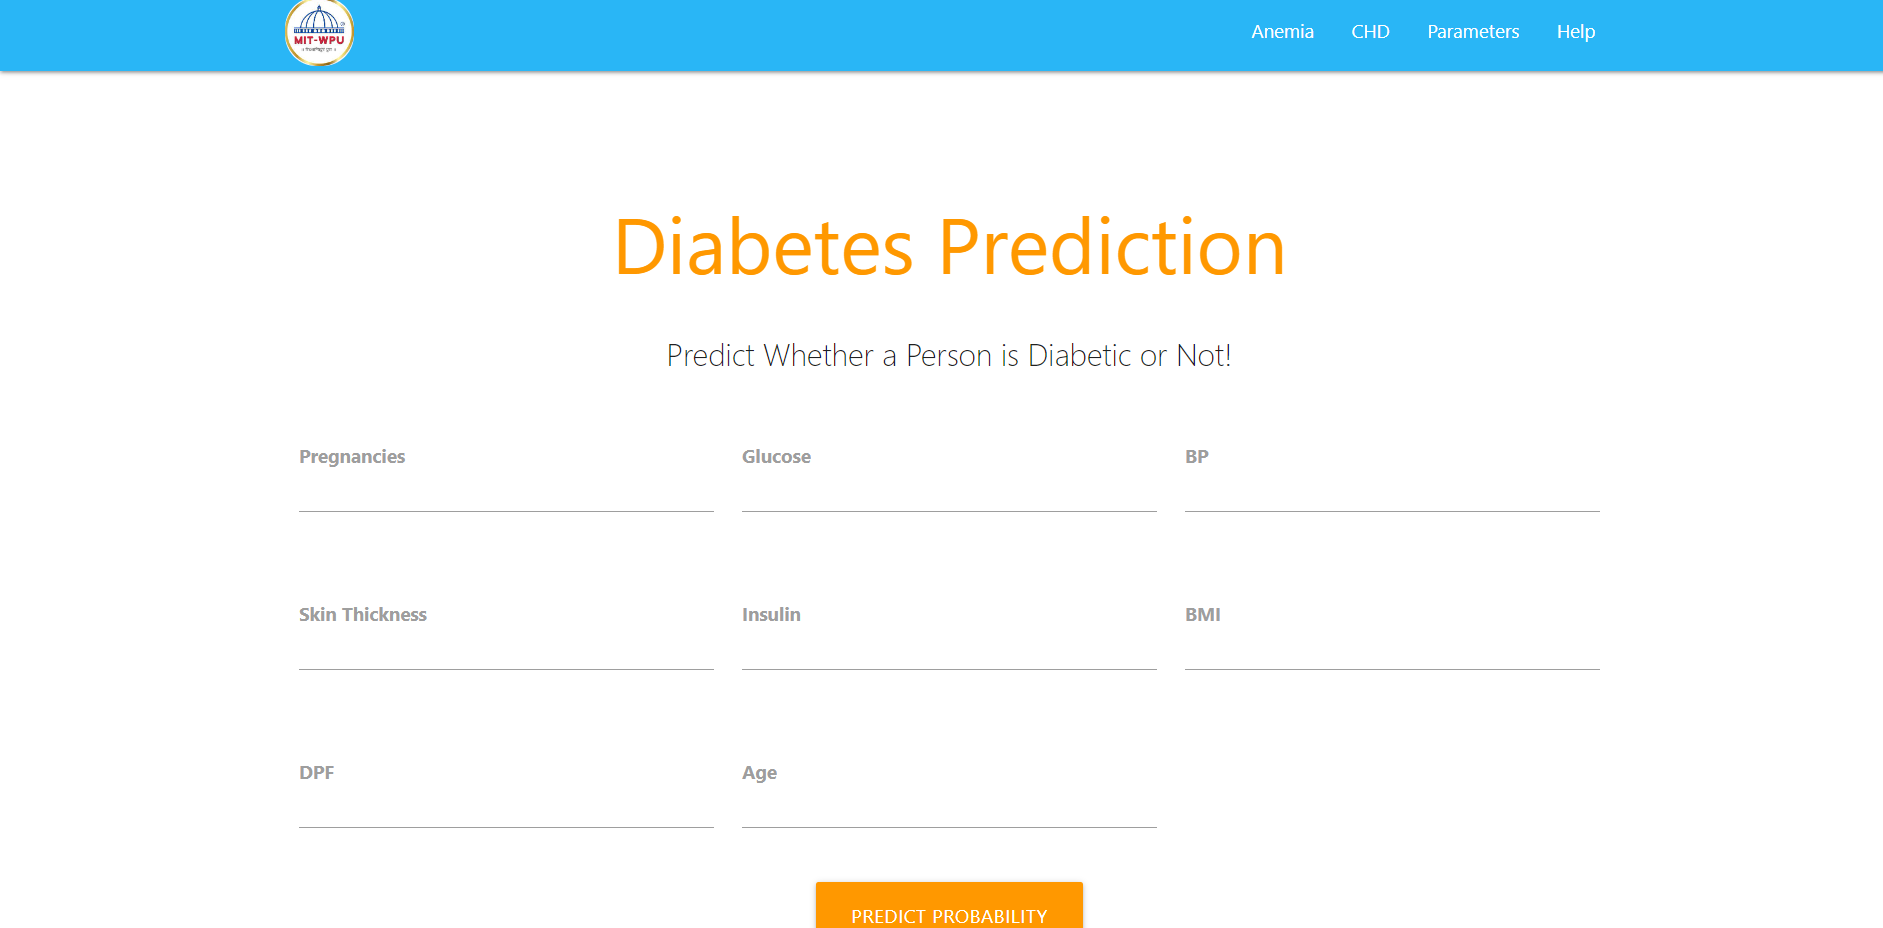 MIT-WPU
Anemia CHD Parameters Help
Diabetes Prediction
Predict Whether a Person is Diabetic or Not!
Pregnancies Glucose BP
Skin Thickness Insulin BMI
DPF Age
PREDICT PROBABILITY